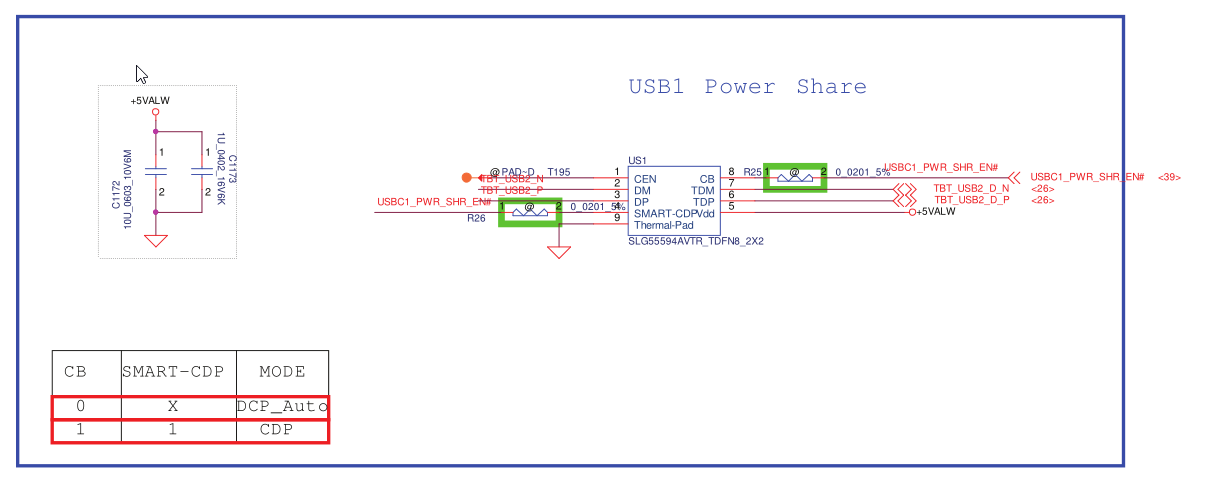 USB1 Power Share
+5VALW
1
2
C1172
10U_0603_10V6M
1
2
C1173
1U_0402_16V6K
US1
@ PAD~D T195
1 CEN
TBT_USB2_N
2 DM
TBT_USB2_P
3 DP
USBC1_PWR_SHR_EN#
R26
1 @ 2
0_0201_5%
4 SMART-CDP
9 Thermal-Pad
CB 8
TDM 7
TDP 6
Vdd 5
SLG55594AVTR_TDFN8_2X2
R25
1 @ 2
0_0201_5%
USBC1_PWR_SHR_EN#
USBC1_PWR_SHR_EN# <39>
TBT_USB2_D_N <26>
TBT_USB2_D_P <26>
+5VALW
CB SMART-CDP MODE
0 X DCP_Auto
1 1 CDP